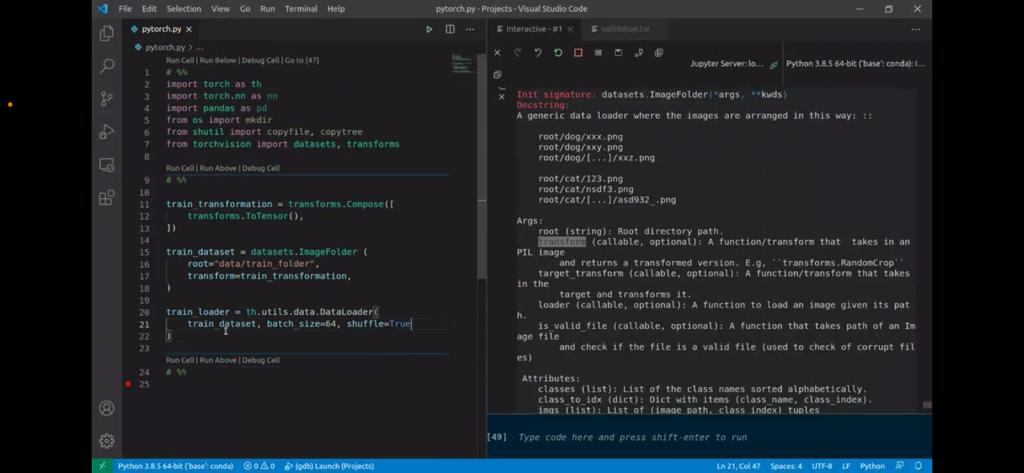 File Edit Selection View Go Run Terminal Help
pytorch.py - Projects - Visual Studio Code
pytorch.py
pytorch.py > ...
Run Cell | Run Below | Debug Cell | Go to [47]
1 # %%
2 import torch as th
3 import torch.nn as nn
4 import pandas as pd
5 from os import mkdir
6 from shutil import copyfile, copytree
7 from torchvision import datasets, transforms
8
Run Cell | Run Above | Debug Cell
9 # %%
10
11 train_transformation = transforms.Compose([
12 transforms.ToTensor(),
13 ])
14
15 train_dataset = datasets.ImageFolder (
16 root="data/train_folder",
17 transform=train_transformation,
18 )
19
20 train_loader = th.utils.data.DataLoader(
21 train_dataset, batch_size=64, shuffle=True
22 )
23
Run Cell | Run Above | Debug Cell
24 # %%
25
Interactive - #1
validation.txt
Jupyter Server: lo...
Python 3.8.5 64-bit ('base': conda): I...
Init signature: datasets.ImageFolder(*args, **kwds)
Docstring:
A generic data loader where the images are arranged in this way: ::
root/dog/xxx.png
root/dog/xxy.png
root/dog/[...]/xxz.png
root/cat/123.png
root/cat/nsdf3.png
root/cat/[...]/asd932_.png
Args:
root (string): Root directory path.
transform (callable, optional): A function/transform that  takes in an
PIL image
and returns a transformed version. E.g, ``transforms.RandomCrop``
target_transform (callable, optional): A function/transform that takes
in the
target and transforms it.
loader (callable, optional): A function to load an image given its pat
h.
is_valid_file (callable, optional): A function that takes path of an Im
age file
and check if the file is a valid file (used to check of corrupt fil
es)
Attributes:
classes (list): List of the class names sorted alphabetically.
class_to_idx (dict): Dict with items (class_name, class_index).
imgs (list): List of (image path, class_index) tuples
[49] Type code here and press shift-enter to run
Python 3.8.5 64-bit ('base': conda) 0 0 (gdb) Launch (Projects)
Ln 21, Col 47 Spaces: 4 UTF-8 LF Python